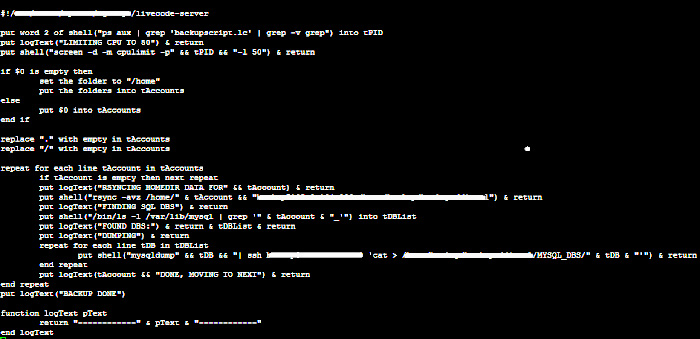 #!/ /livecode-server
put word 2 of shell("ps aux | grep 'backupscript.lc' | grep -v grep") into tPID
put logText("LIMITING CPU TO 50") & return
put shell("screen -d -m cpulimit -p" && tPID && "-l 50") & return
if $0 is empty then
set the folder to "/home"
put the folders into tAccounts
else
put $0 into tAccounts
end if
replace "." with empty in tAccounts
replace "/" with empty in tAccounts
repeat for each line tAccount in tAccounts
if tAccount is empty then next repeat
put logText("RSYNCING HOMEDIR DATA FOR" && tAccount) & return
put shell("rsync -avz /home/" & tAccount && " ") & return
put logText("FINDING SQL DBS") & return
put shell("/bin/ls -l /var/lib/mysql | grep '" & tAccount & "_'") into tDBList
put logText("FOUND DBS:") & return & tDBList & return
put logText("DUMPING") & return
repeat for each line tDB in tDBList
put shell("mysqldump" && tDB && "| ssh 'cat > /MYSQL_DBS/" & tDB & "'") & return
end repeat
put logText(tAccount && "DONE, MOVING TO NEXT") & return
end repeat
put logText("BACKUP DONE")
function logText pText
return "------------" & pText & "------------"
end logText